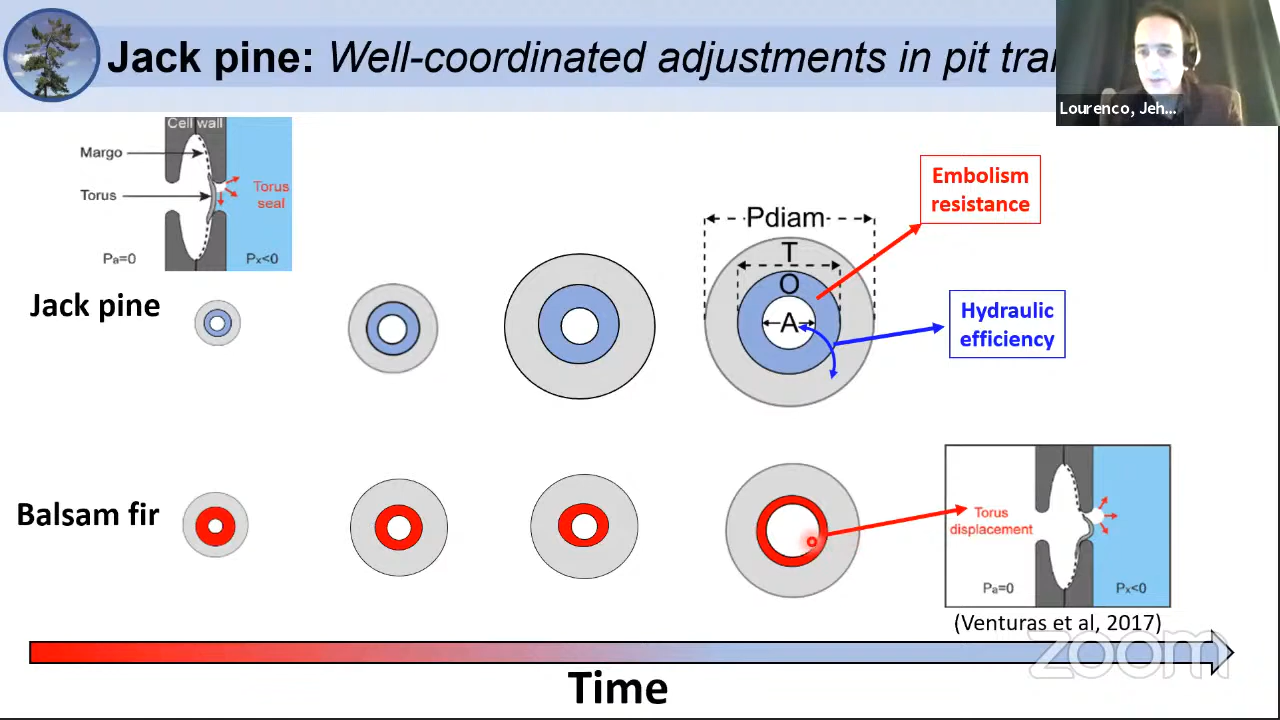 Jack pine: Well-coordinated adjustments in pit
Lourenco, Jeh...
Cell wall
Margo
Torus
Torus
seal
Pa=0
Px<0
Embolism
resistance
Pdiam
T
O
A
Hydraulic
efficiency
Jack pine
Balsam fir
Torus
displacement
Pa=0
Px<0
(Venturas et al, 2017)
zoom
Time